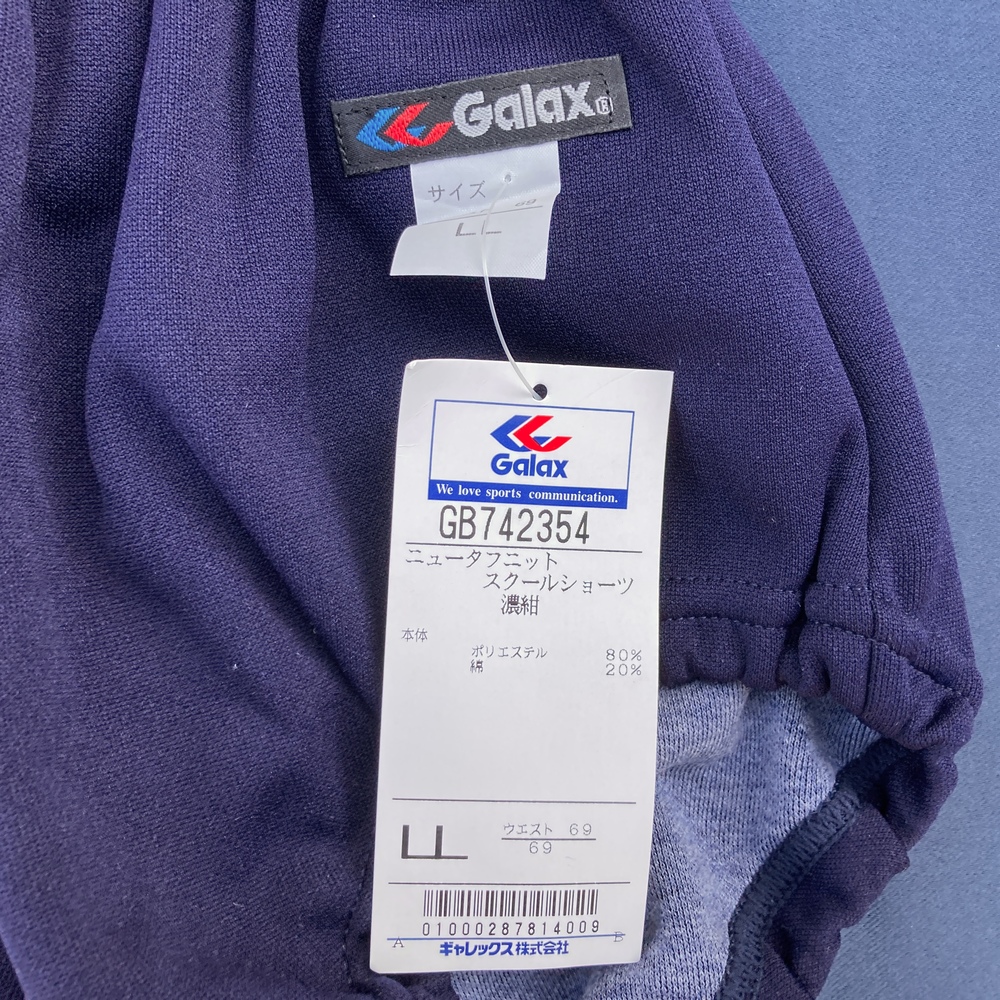 Galax®
サイズ
69
LL
Galax
We love sports communication.
GB742354
ニュータフニット
スクールショーツ
濃紺
本体
ポリエステル 80%
綿 20%
LL
ウエスト 69
69
01000287814009
A B
ギャレックス株式会社